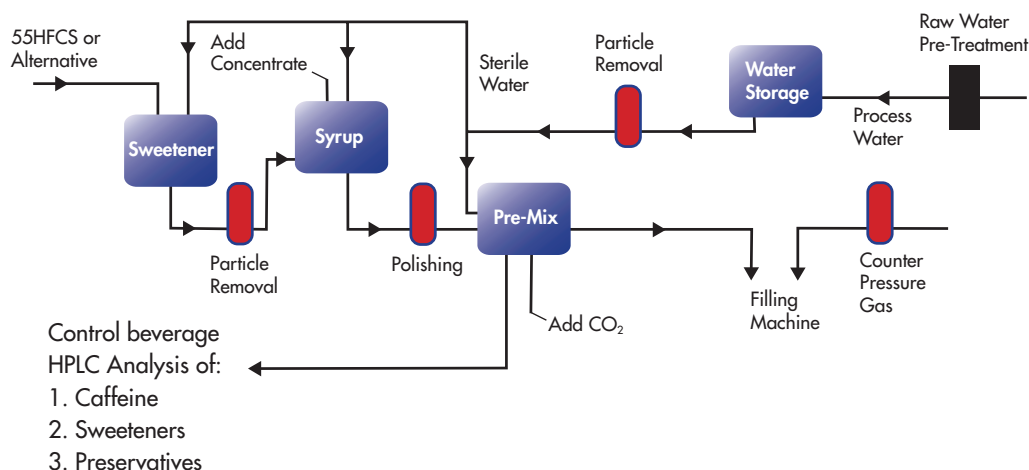 55HFCS or
Alternative
Add
Concentrate
Sterile
Water
Particle
Removal
Water
Storage
Raw Water
Pre-Treatment
Process
Water
Sweetener
Syrup
Pre-Mix
Particle
Removal
Polishing
Add CO₂
Filling
Machine
Counter
Pressure
Gas
Control beverage
HPLC Analysis of:
1. Caffeine
2. Sweeteners
3. Preservatives